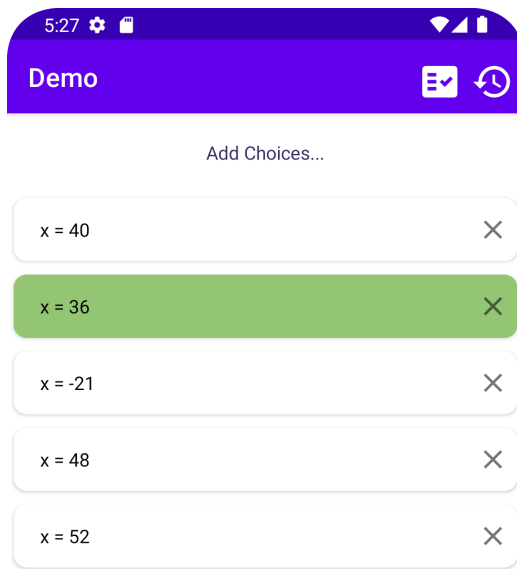 5:27
Demo
Add Choices...
x = 40
x = 36
x = -21
x = 48
x = 52